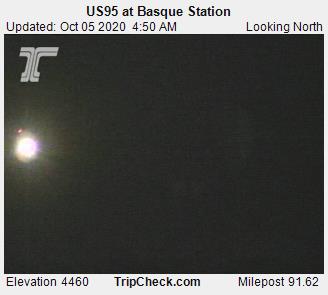 US95 at Basque Station
Updated: Oct 05 2020 4:50 AM Looking North
Elevation 4460 TripCheck.com Milepost 91.62